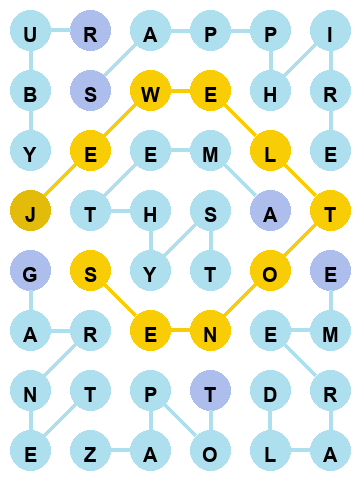 U R A P P I
B S W E H R
Y E E M L E
J T H S A T
G S Y T O E
A R E N E M
N T P T D R
E Z A O L A